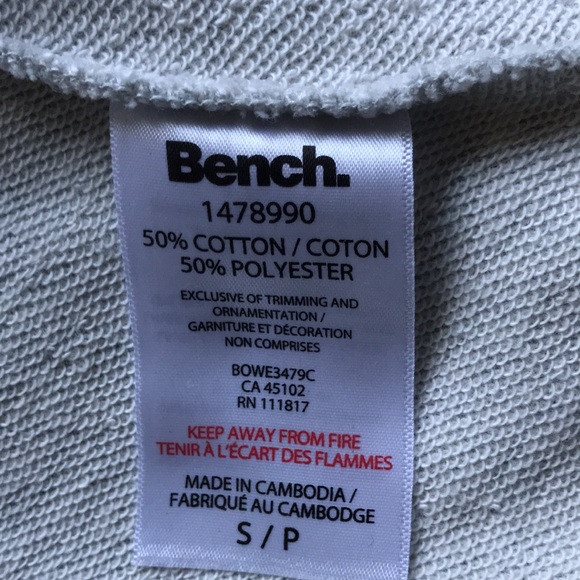 Bench.
1478990
50% COTTON / COTON
50% POLYESTER
EXCLUSIVE OF TRIMMING AND
ORNAMENTATION /
GARNITURE ET DÉCORATION
NON COMPRISES
BOWE3479C
CA 45102
RN 111817
KEEP AWAY FROM FIRE
TENIR À L'ÉCART DES FLAMMES
MADE IN CAMBODIA /
FABRIQUÉ AU CAMBODGE
S / P